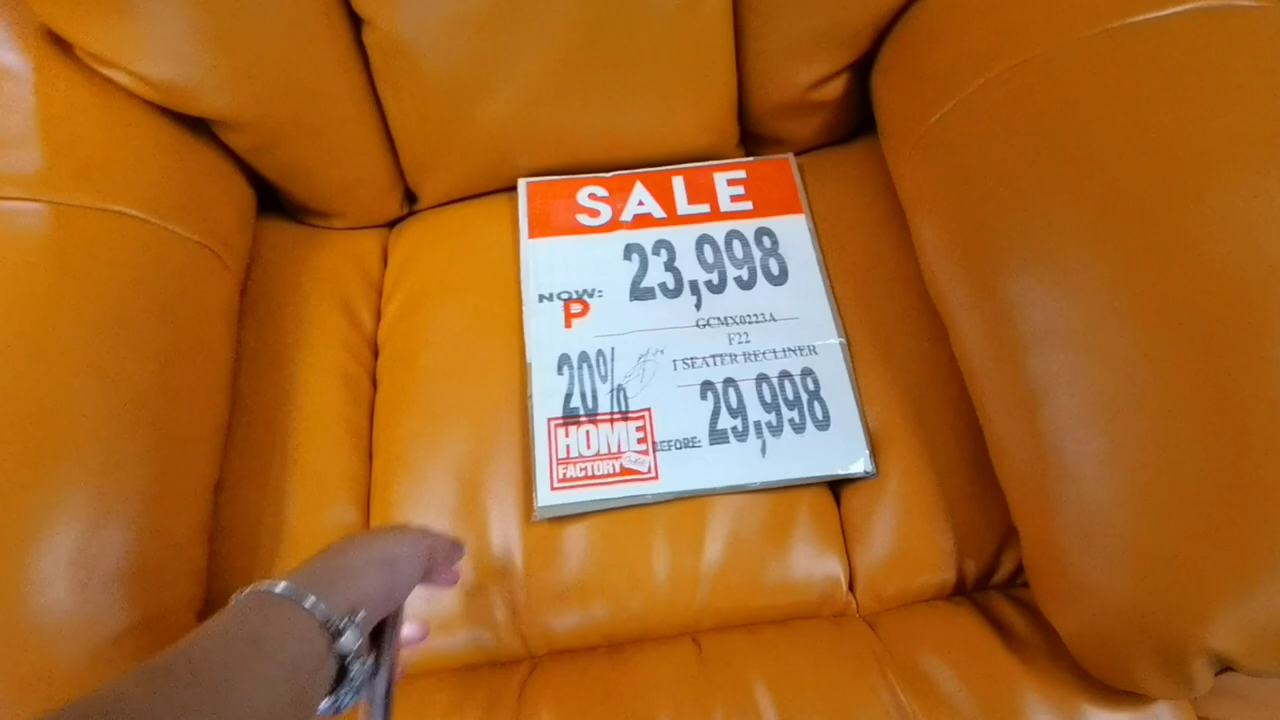 SALE
NOW: 23,998
P
GCMX0223A
F22
1 SEATER RECLINER
20%
BEFORE: 29,998
HOME
FACTORY